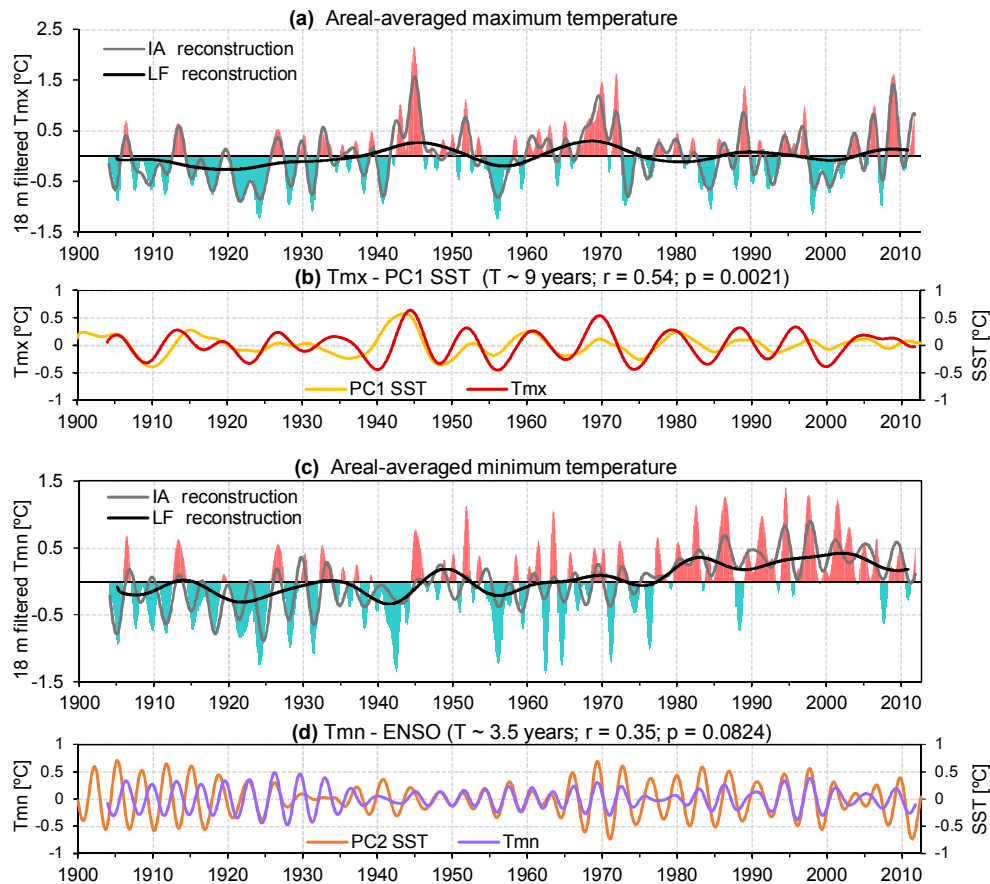 (a) Areal-averaged maximum temperature
2.5
1.5
0.5
-0.5
-1.5
18 m filtered Tmx [ºC]
IA reconstruction
LF reconstruction
1900 1910 1920 1930 1940 1950 1960 1970 1980 1990 2000 2010
(b) Tmx - PC1 SST (T ~ 9 years; r = 0.54; p = 0.0021)
1
0.5
0
-0.5
-1
Tmx [ºC]
PC1 SST Tmx
1
0.5
0
-0.5
-1
SST [ºC]
1900 1910 1920 1930 1940 1950 1960 1970 1980 1990 2000 2010
(c) Areal-averaged minimum temperature
1.5
0.5
-0.5
-1.5
18 m filtered Tmn [ºC]
IA reconstruction
LF reconstruction
1900 1910 1920 1930 1940 1950 1960 1970 1980 1990 2000 2010
(d) Tmn - ENSO (T ~ 3.5 years; r = 0.35; p = 0.0824)
1
0.5
0
-0.5
-1
Tmn [ºC]
PC2 SST Tmn
1
0.5
0
-0.5
-1
SST [ºC]
1900 1910 1920 1930 1940 1950 1960 1970 1980 1990 2000 2010